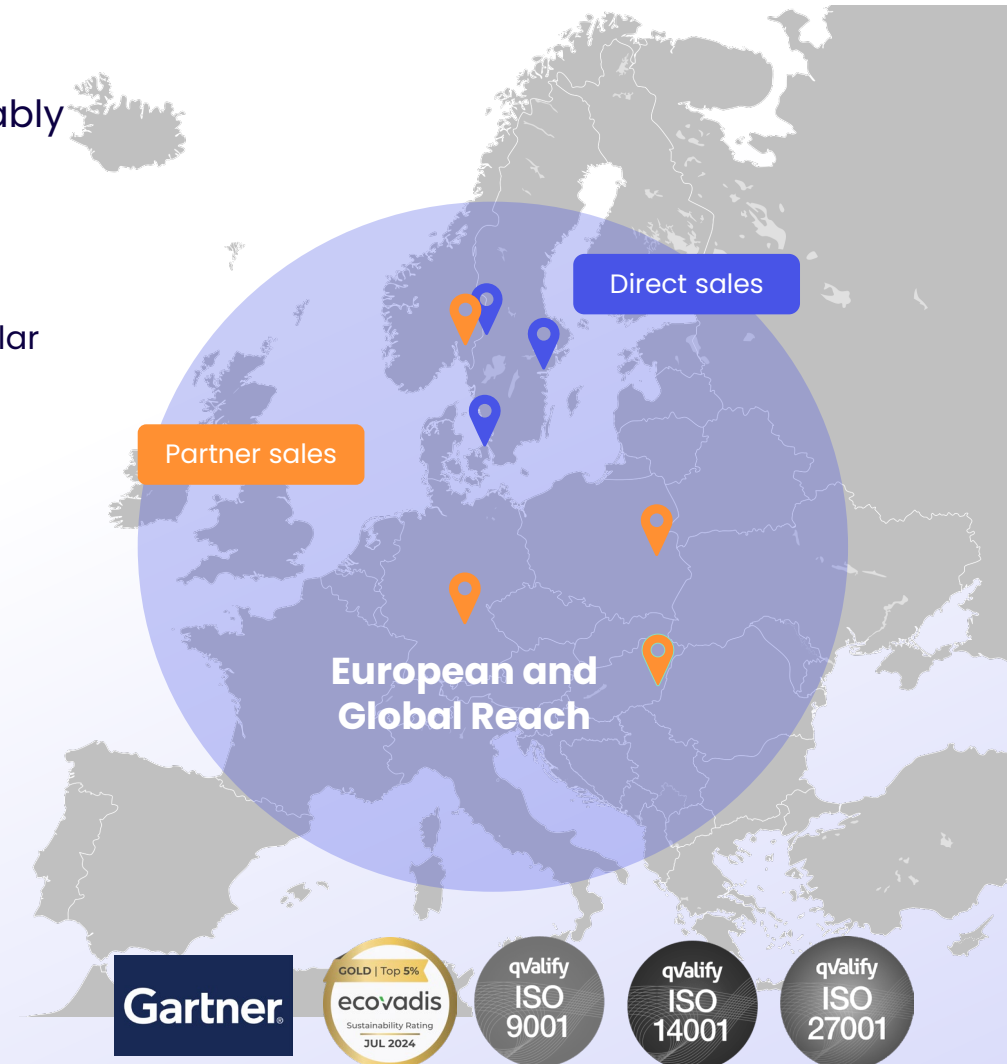 ably
lar
Direct sales
Partner sales
European and
Global Reach
Gartner®
GOLD | Top 5%
ecovadis
Sustainability Rating
JUL 2024
qvalify
ISO
9001
qvalify
ISO
14001
qvalify
ISO
27001